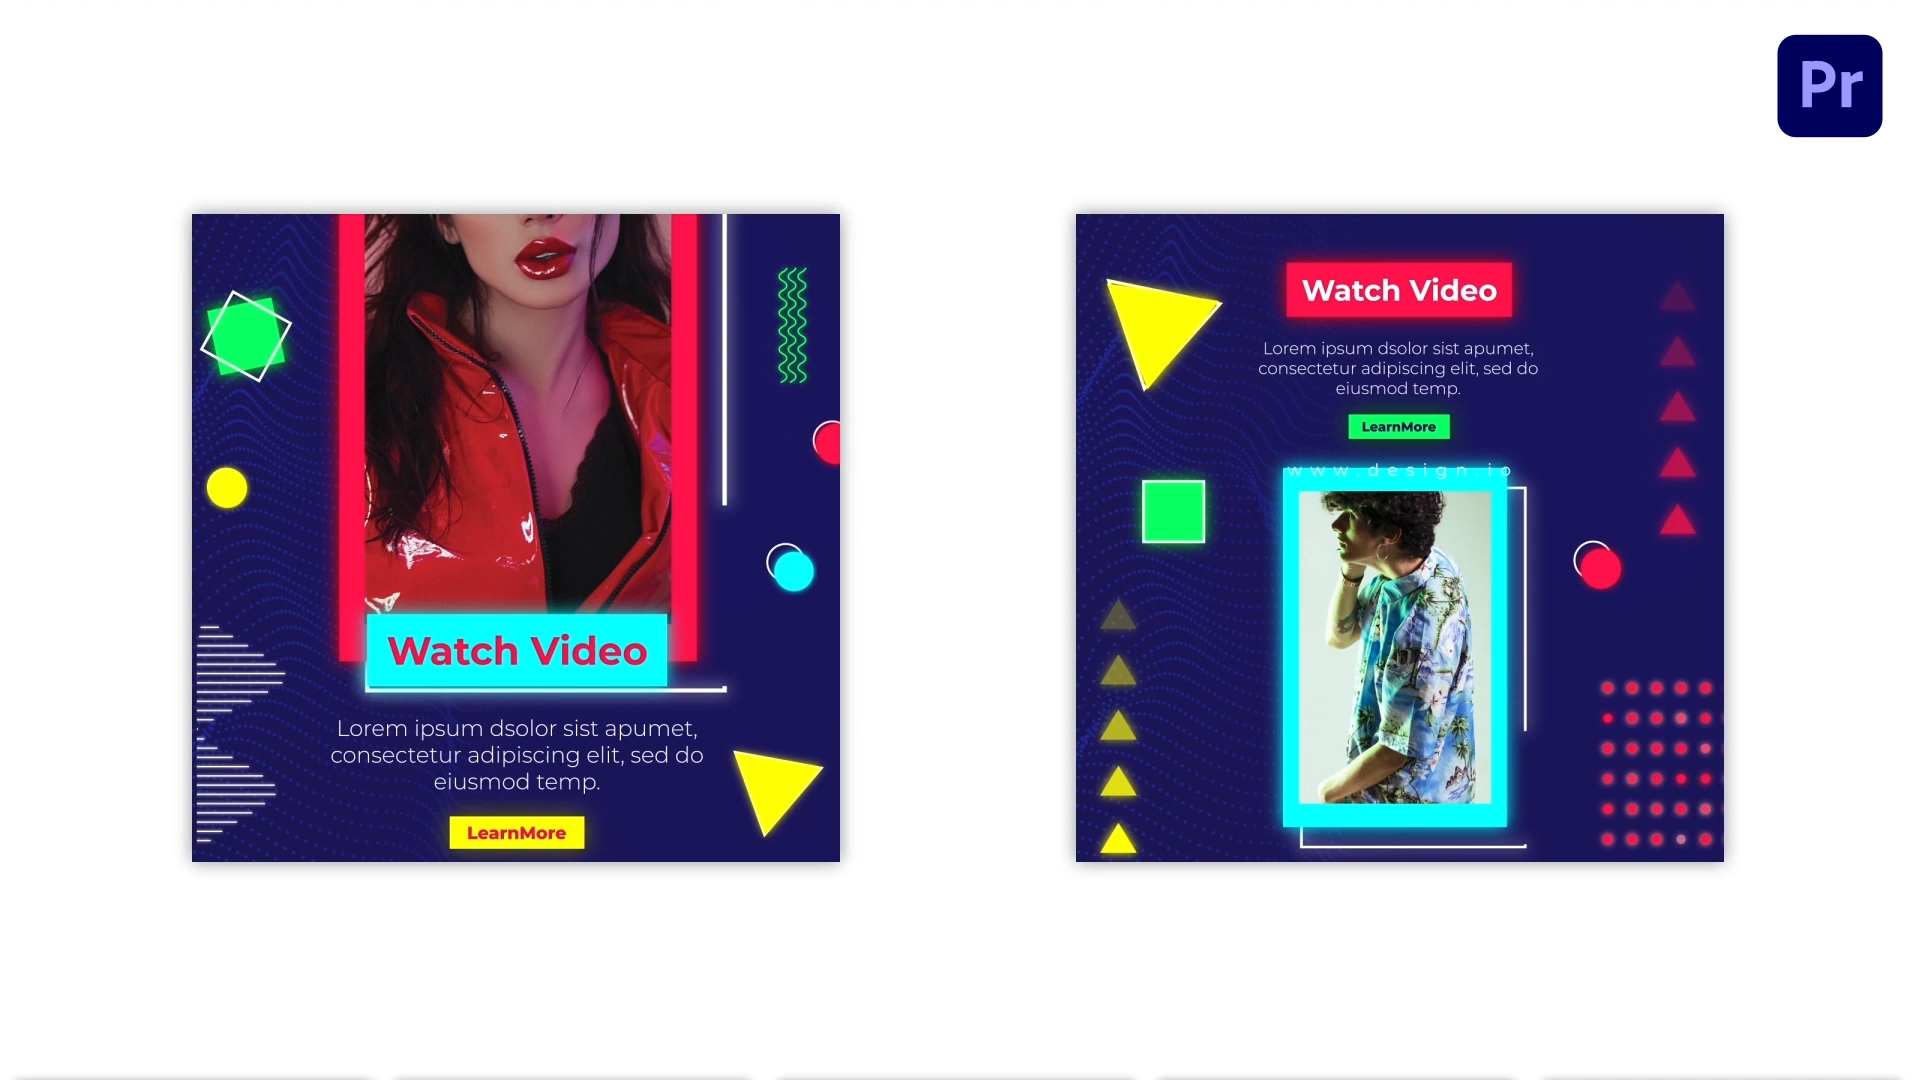 Pr
Watch Video
Lorem ipsum dsolor sist apumet,
consectetur adipiscing elit, sed do
eiusmod temp.
LearnMore
Watch Video
Lorem ipsum dsolor sist apumet,
consectetur adipiscing elit, sed do
eiusmod temp.
LearnMore
www.design.io